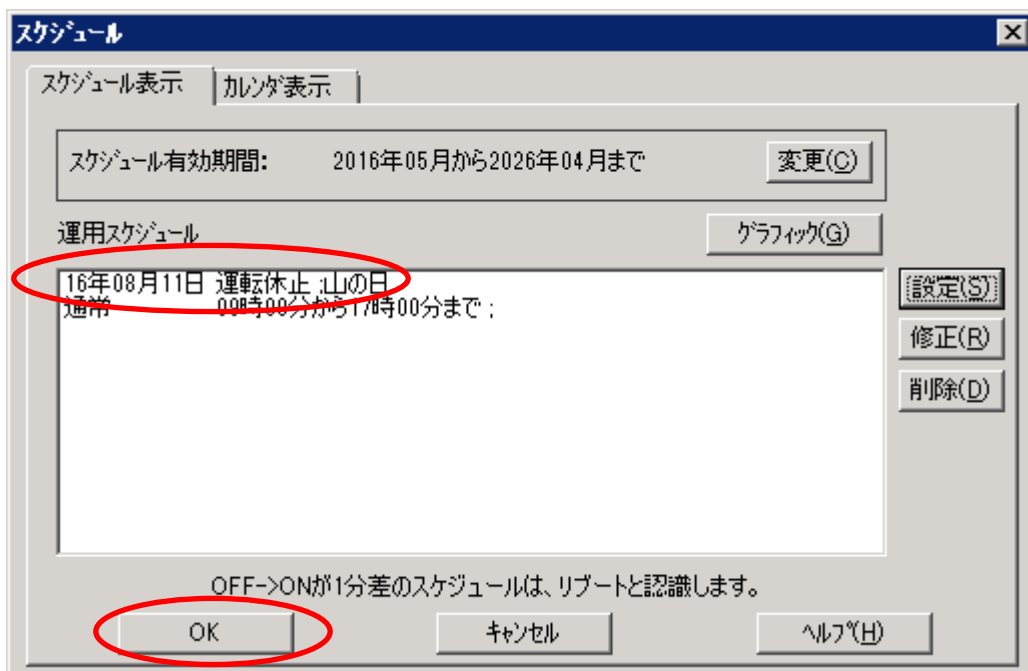 スケジュール
スケジュール表示 カレンダ表示
スケジュール有効期間: 2016年05月から2026年04月まで 変更(C)
運用スケジュール グラフィック(G)
16年08月11日 運転休止 ;山の日
通常 00時00分から17時00分まで ;
設定(S)
修正(R)
削除(D)
OFF->ONが1分差のスケジュールは、リブートと認識します。
OK キャンセル ヘルプ(H)